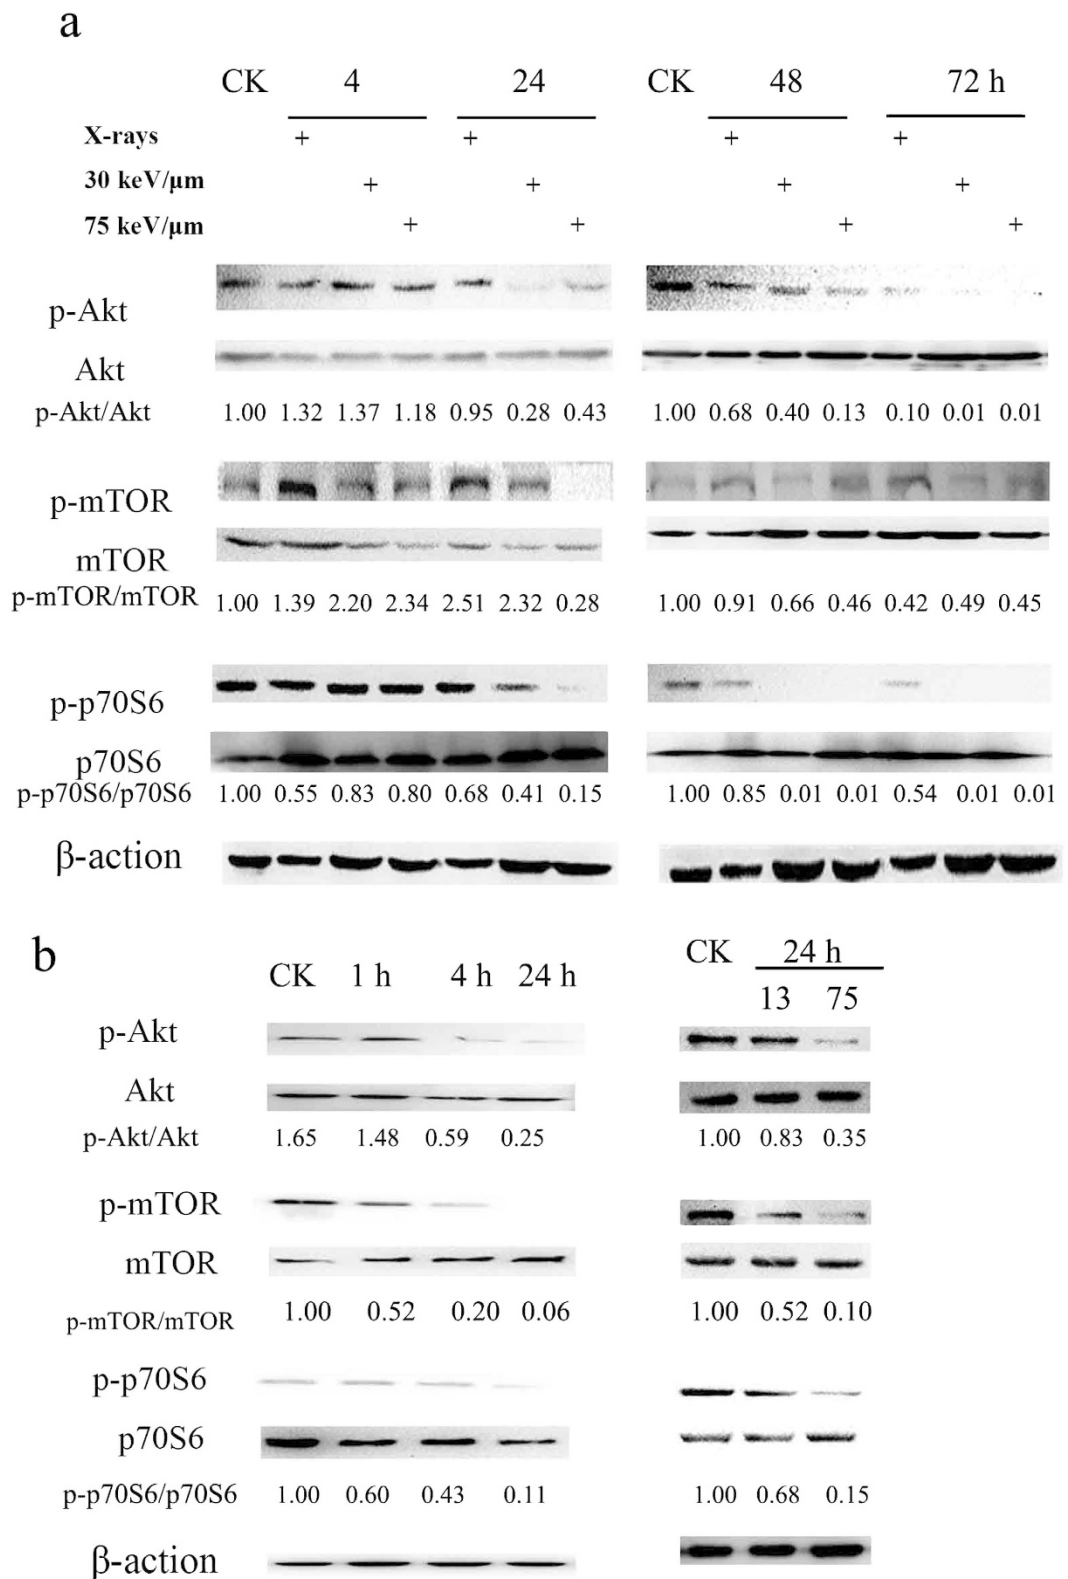 a
CK 4 24 CK 48 72 h
X-rays + + + +
30 keV/μm + + + +
75 keV/μm + + + +
p-Akt
Akt
p-Akt/Akt 1.00 1.32 1.37 1.18 0.95 0.28 0.43 1.00 0.68 0.40 0.13 0.10 0.01 0.01
p-mTOR
mTOR
p-mTOR/mTOR 1.00 1.39 2.20 2.34 2.51 2.32 0.28 1.00 0.91 0.66 0.46 0.42 0.49 0.45
p-p70S6
p70S6
p-p70S6/p70S6 1.00 0.55 0.83 0.80 0.68 0.41 0.15 1.00 0.85 0.01 0.01 0.54 0.01 0.01
β-action
b
CK 1 h 4 h 24 h CK 24 h
13 75
p-Akt
Akt
p-Akt/Akt 1.65 1.48 0.59 0.25 1.00 0.83 0.35
p-mTOR
mTOR
p-mTOR/mTOR 1.00 0.52 0.20 0.06 1.00 0.52 0.10
p-p70S6
p70S6
p-p70S6/p70S6 1.00 0.60 0.43 0.11 1.00 0.68 0.15
β-action